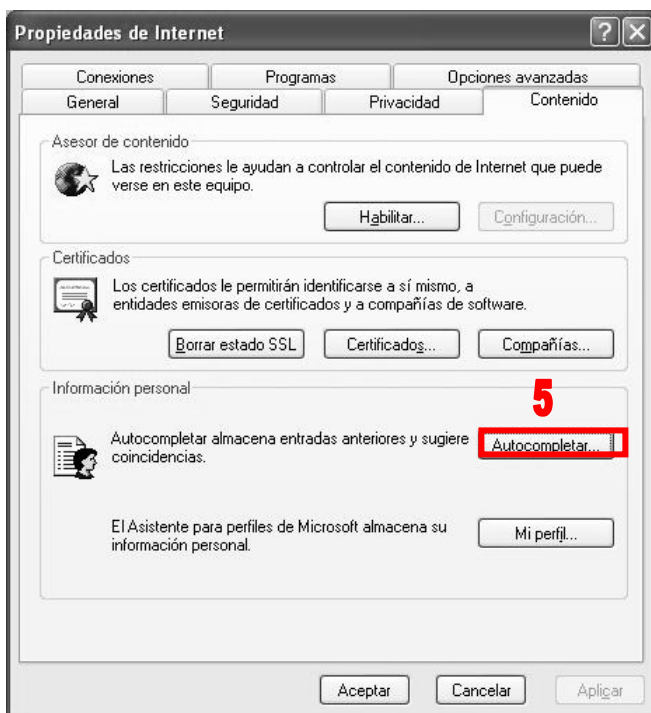 Propiedades de Internet
Conexiones Programas Opciones avanzadas
General Seguridad Privacidad Contenido
Asesor de contenido
Las restricciones le ayudan a controlar el contenido de Internet que puede
verse en este equipo.
Habilitar... Configuración...
Certificados
Los certificados le permitirán identificarse a sí mismo, a
entidades emisoras de certificados y a compañías de software.
Borrar estado SSL Certificados... Compañías...
Información personal
5
Autocompletar almacena entradas anteriores y sugiere
coincidencias.
Autocompletar...
El Asistente para perfiles de Microsoft almacena su
información personal.
Mi perfil...
Aceptar Cancelar Aplicar